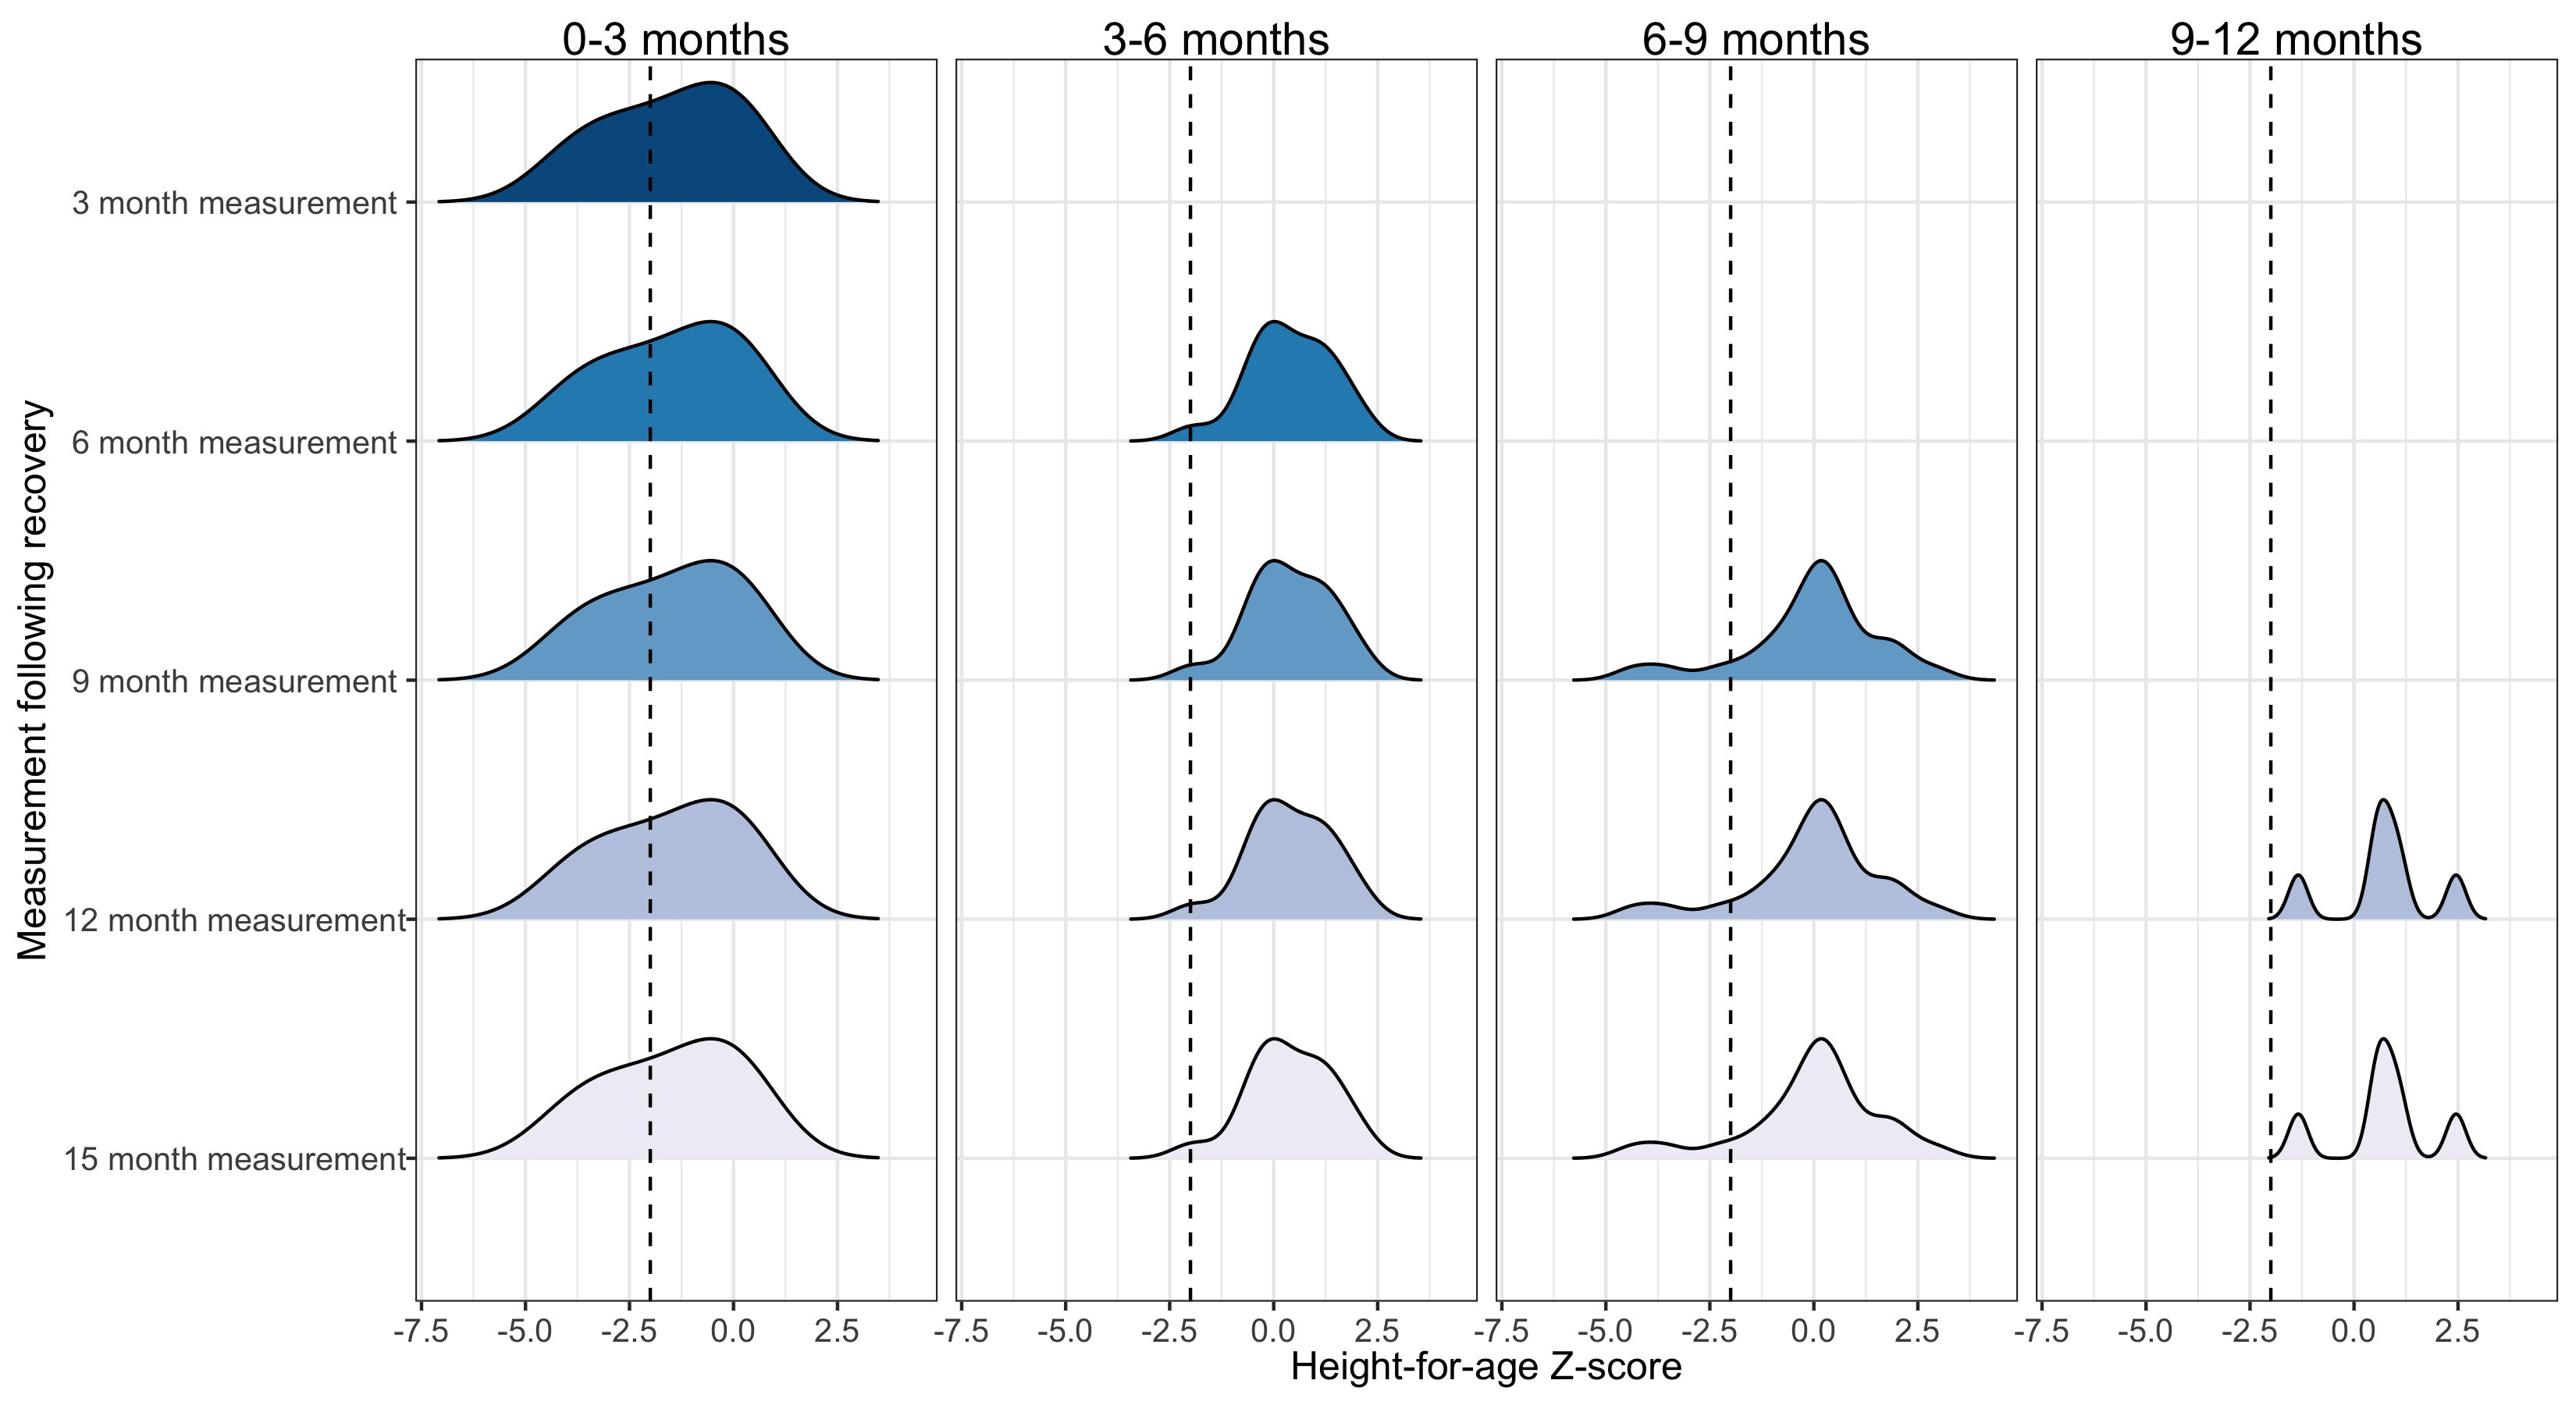 0-3 months
3-6 months
6-9 months
9-12 months
Measurement following recovery
3 month measurement
6 month measurement
9 month measurement
12 month measurement
15 month measurement
-7.5 -5.0 -2.5 0.0 2.5
-7.5 -5.0 -2.5 0.0 2.5
-7.5 -5.0 -2.5 0.0 2.5
-7.5 -5.0 -2.5 0.0 2.5
Height-for-age Z-score